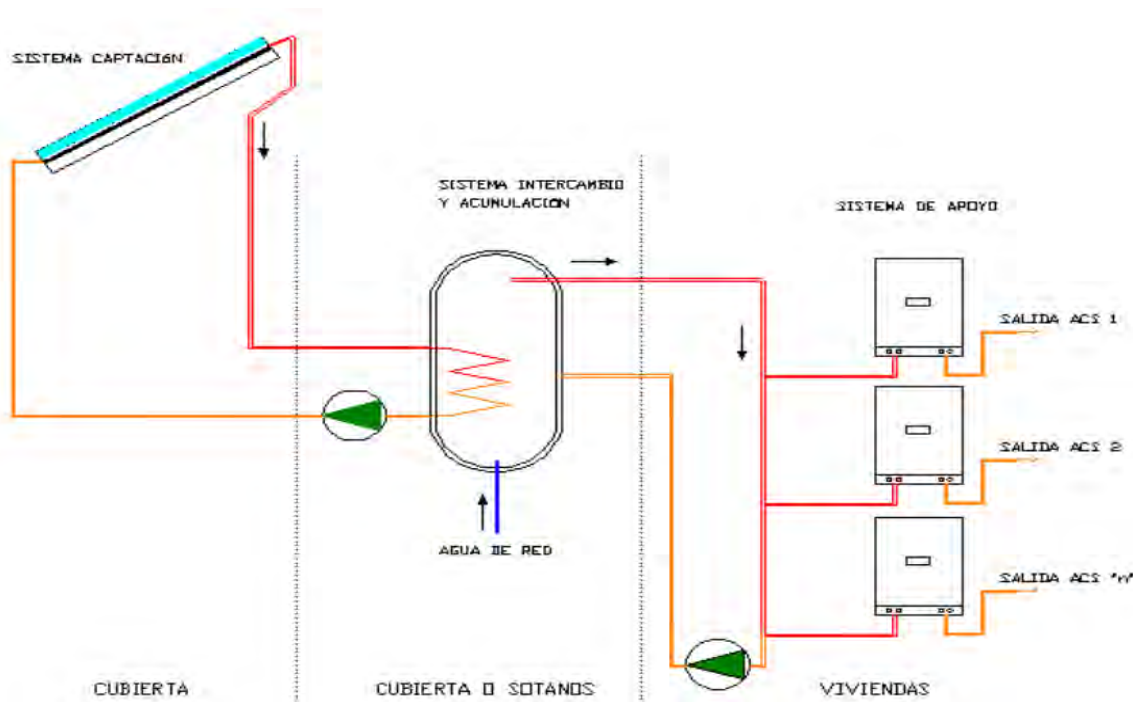 SISTEMA CAPTACIóN
SISTEMA INTERCAMBIO
Y ACUMULACION
SISTEMA DE APOYO
SALIDA ACS 1
SALIDA ACS 2
AGUA DE RED
SALIDA ACS "n"
CUBIERTA
CUBIERTA O SOTANOS
VIVIENDAS